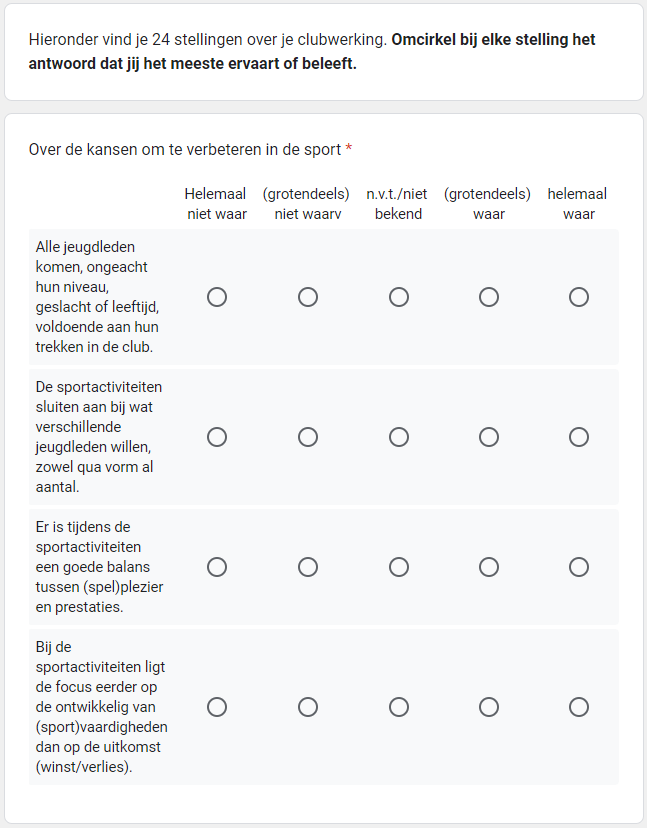 Hieronder vind je 24 stellingen over je clubwerking. Omcirkel bij elke stelling het
antwoord dat jij het meeste ervaart of beleeft.
Over de kansen om te verbeteren in de sport *
Helemaal niet waar
(grotendeels) niet waarv
n.v.t./niet bekend
(grotendeels) waar
helemaal waar
Alle jeugdleden
komen, ongeacht
hun niveau,
geslacht of leeftijd,
voldoende aan hun
trekken in de club.
De sportactiviteiten
sluiten aan bij wat
verschillende
jeugdleden willen,
zowel qua vorm al
aantal.
Er is tijdens de
sportactiviteiten
een goede balans
tussen (spel)plezier
en prestaties.
Bij de
sportactiviteiten ligt
de focus eerder op
de ontwikkelig van
(sport)vaardigheden
dan op de uitkomst
(winst/verlies).